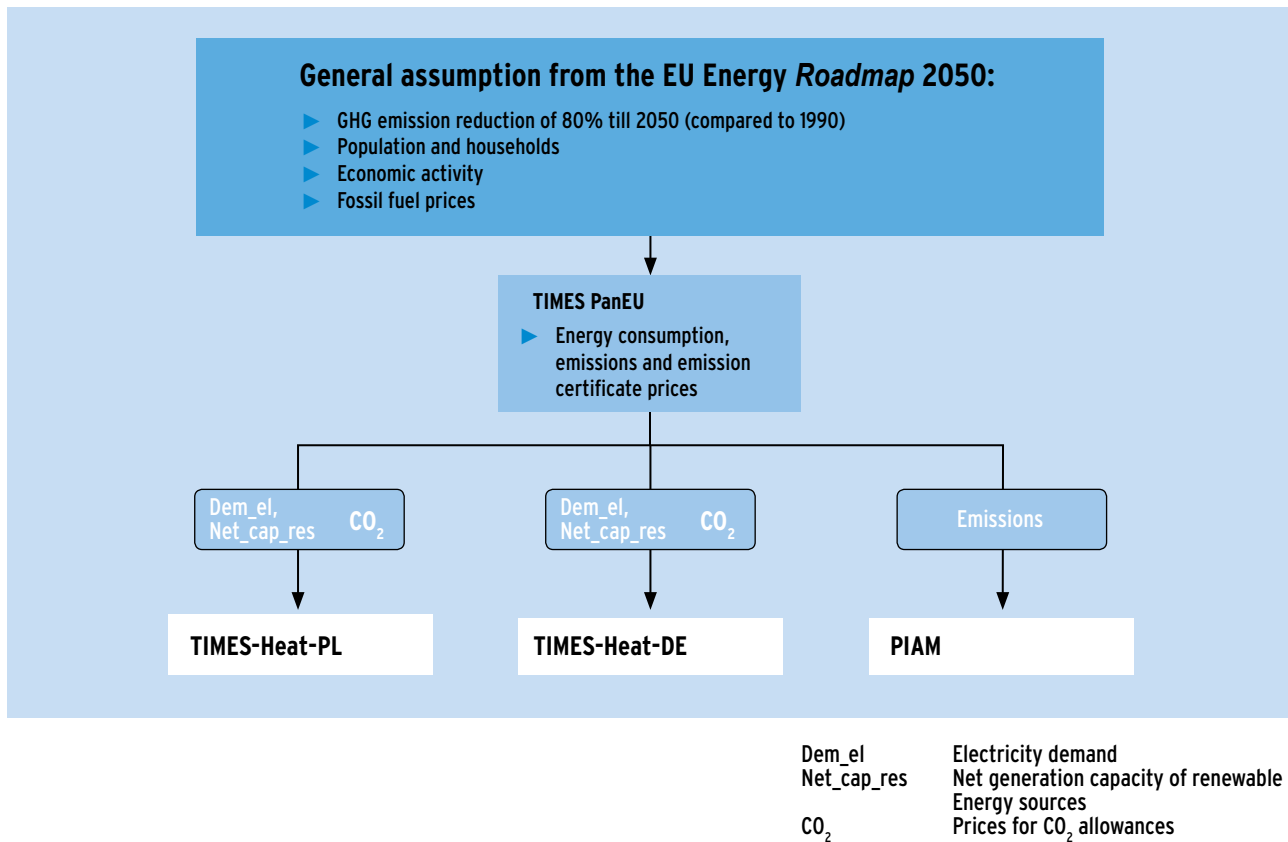 General assumption from the EU Energy Roadmap 2050:
► GHG emission reduction of 80% till 2050 (compared to 1990)
► Population and households
► Economic activity
► Fossil fuel prices
TIMES PanEU
► Energy consumption,
emissions and emission
certificate prices
Dem_el,
Net_cap_res CO₂
Dem_el,
Net_cap_res CO₂
Emissions
TIMES-Heat-PL
TIMES-Heat-DE
PIAM
Dem_el Electricity demand
Net_cap_res Net generation capacity of renewable
Energy sources
CO₂ Prices for CO₂ allowances